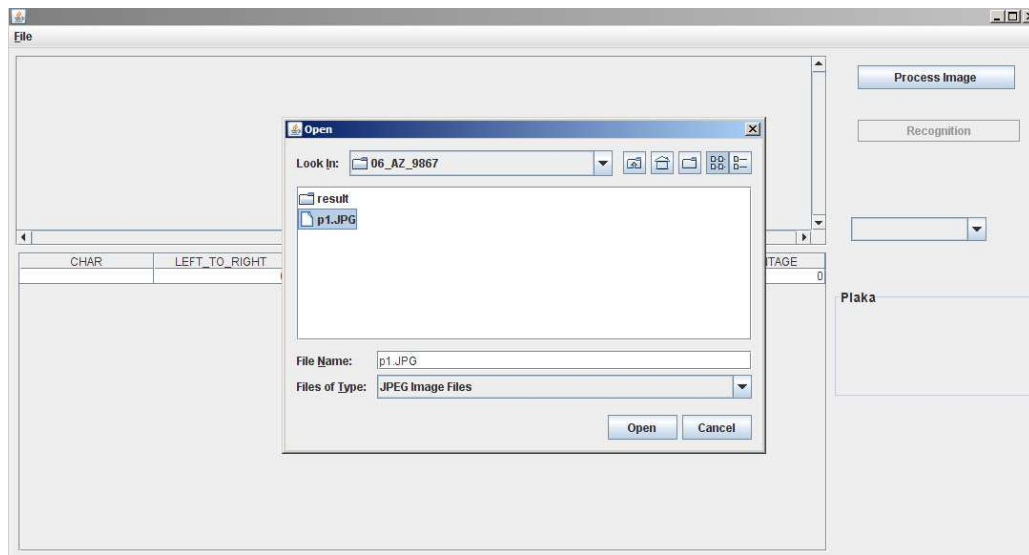 File
Process Image
Open
Recognition
Look In: 06_AZ_9867
result
p1.JPG
CHAR LEFT_TO_RIGHT
0
Plaka
File Name: p1.JPG
Files of Type: JPEG Image Files
Open Cancel